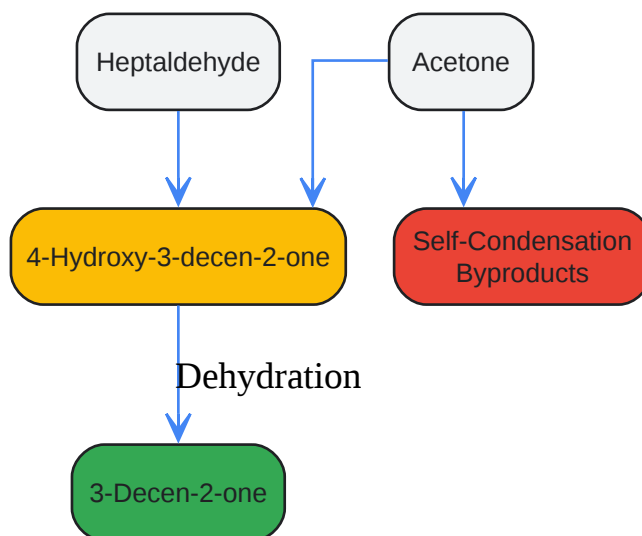 Heptaldehyde
Acetone
4-Hydroxy-3-decen-2-one
Self-Condensation
Byproducts
Dehydration
3-Decen-2-one